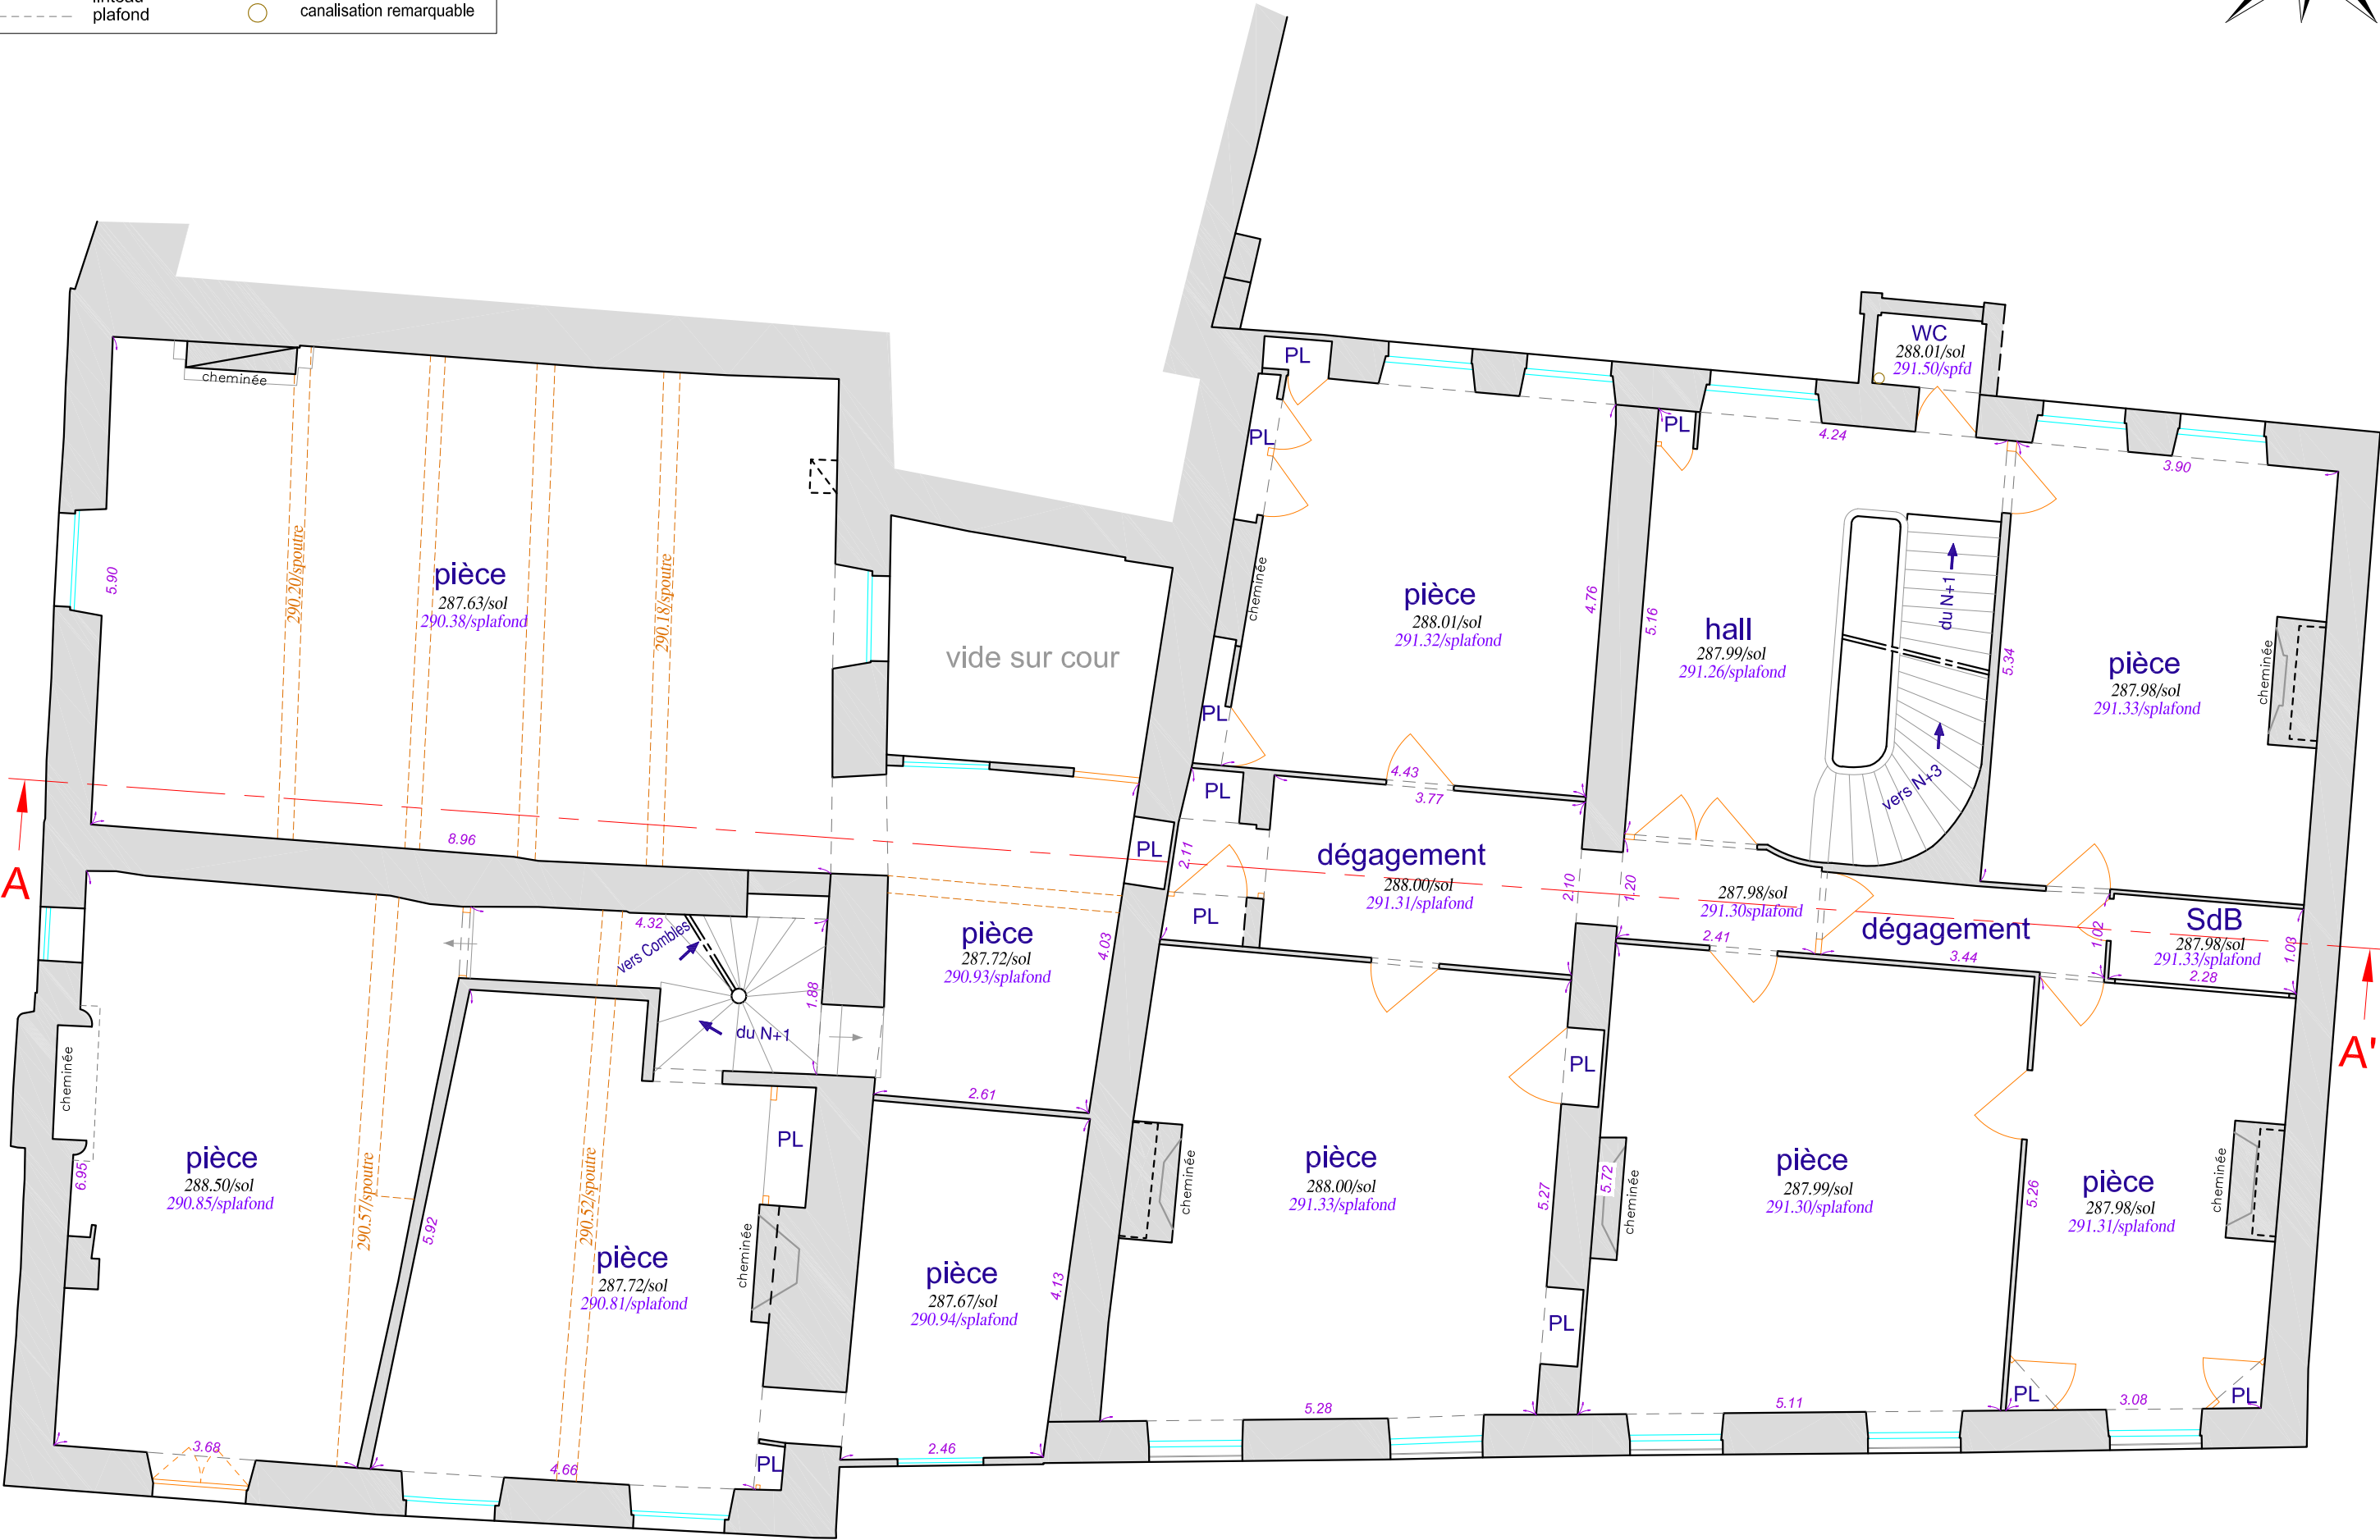 plafond
canalisation remarquable
WC
288.01/sol
291.50/spfd
PL
PL
PL
4.24
3.90
cheminée
290.20/spoutre
290.18/spoutre
5.90
pièce
287.63/sol
290.38/splafond
vide sur cour
cheminée
pièce
288.01/sol
291.32/splafond
4.76
5.16
hall
287.99/sol
291.26/splafond
du N+1
vers N+3
5.34
pièce
287.98/sol
291.33/splafond
cheminée
PL
4.43
3.77
PL
8.96
PL
2.11
dégagement
288.00/sol
291.31/splafond
2.10
1.20
287.98/sol
291.30splafond
2.41
dégagement
3.44
1.02
SdB
287.98/sol
291.33/splafond
2.28
1.03
A
A'
PL
4.32
vers Combles
1.88
du N+1
pièce
287.72/sol
290.93/splafond
4.03
2.61
cheminée
6.95
pièce
288.50/sol
290.85/splafond
290.57/spoutre
5.92
290.52/spoutre
PL
pièce
287.72/sol
290.81/splafond
cheminée
pièce
287.67/sol
290.94/splafond
4.13
cheminée
pièce
288.00/sol
291.33/splafond
5.27
PL
PL
5.72
cheminée
pièce
287.99/sol
291.30/splafond
5.26
pièce
287.98/sol
291.31/splafond
cheminée
PL
PL
3.68
4.66
PL
2.46
5.28
5.11
3.08